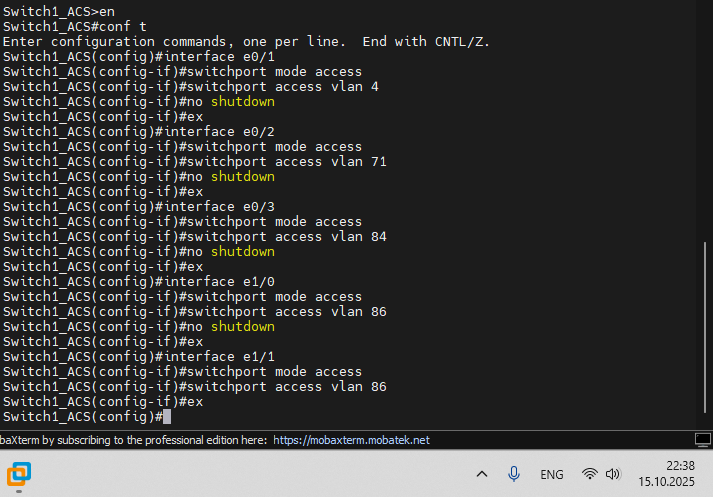 Switch1_ACS>en
Switch1_ACS#conf t
Enter configuration commands, one per line.  End with CNTL/Z.
Switch1_ACS(config)#interface e0/1
Switch1_ACS(config-if)#switchport mode access
Switch1_ACS(config-if)#switchport access vlan 4
Switch1_ACS(config-if)#no shutdown
Switch1_ACS(config-if)#ex
Switch1_ACS(config)#interface e0/2
Switch1_ACS(config-if)#switchport mode access
Switch1_ACS(config-if)#switchport access vlan 71
Switch1_ACS(config-if)#no shutdown
Switch1_ACS(config-if)#ex
Switch1_ACS(config)#interface e0/3
Switch1_ACS(config-if)#switchport mode access
Switch1_ACS(config-if)#switchport access vlan 84
Switch1_ACS(config-if)#no shutdown
Switch1_ACS(config-if)#ex
Switch1_ACS(config)#interface e1/0
Switch1_ACS(config-if)#switchport mode access
Switch1_ACS(config-if)#switchport access vlan 86
Switch1_ACS(config-if)#no shutdown
Switch1_ACS(config-if)#ex
Switch1_ACS(config)#interface e1/1
Switch1_ACS(config-if)#switchport mode access
Switch1_ACS(config-if)#switchport access vlan 86
Switch1_ACS(config-if)#ex
Switch1_ACS(config)#
baXterm by subscribing to the professional edition here: https://mobaxterm.mobatek.net
ENG
22:38
15.10.2025